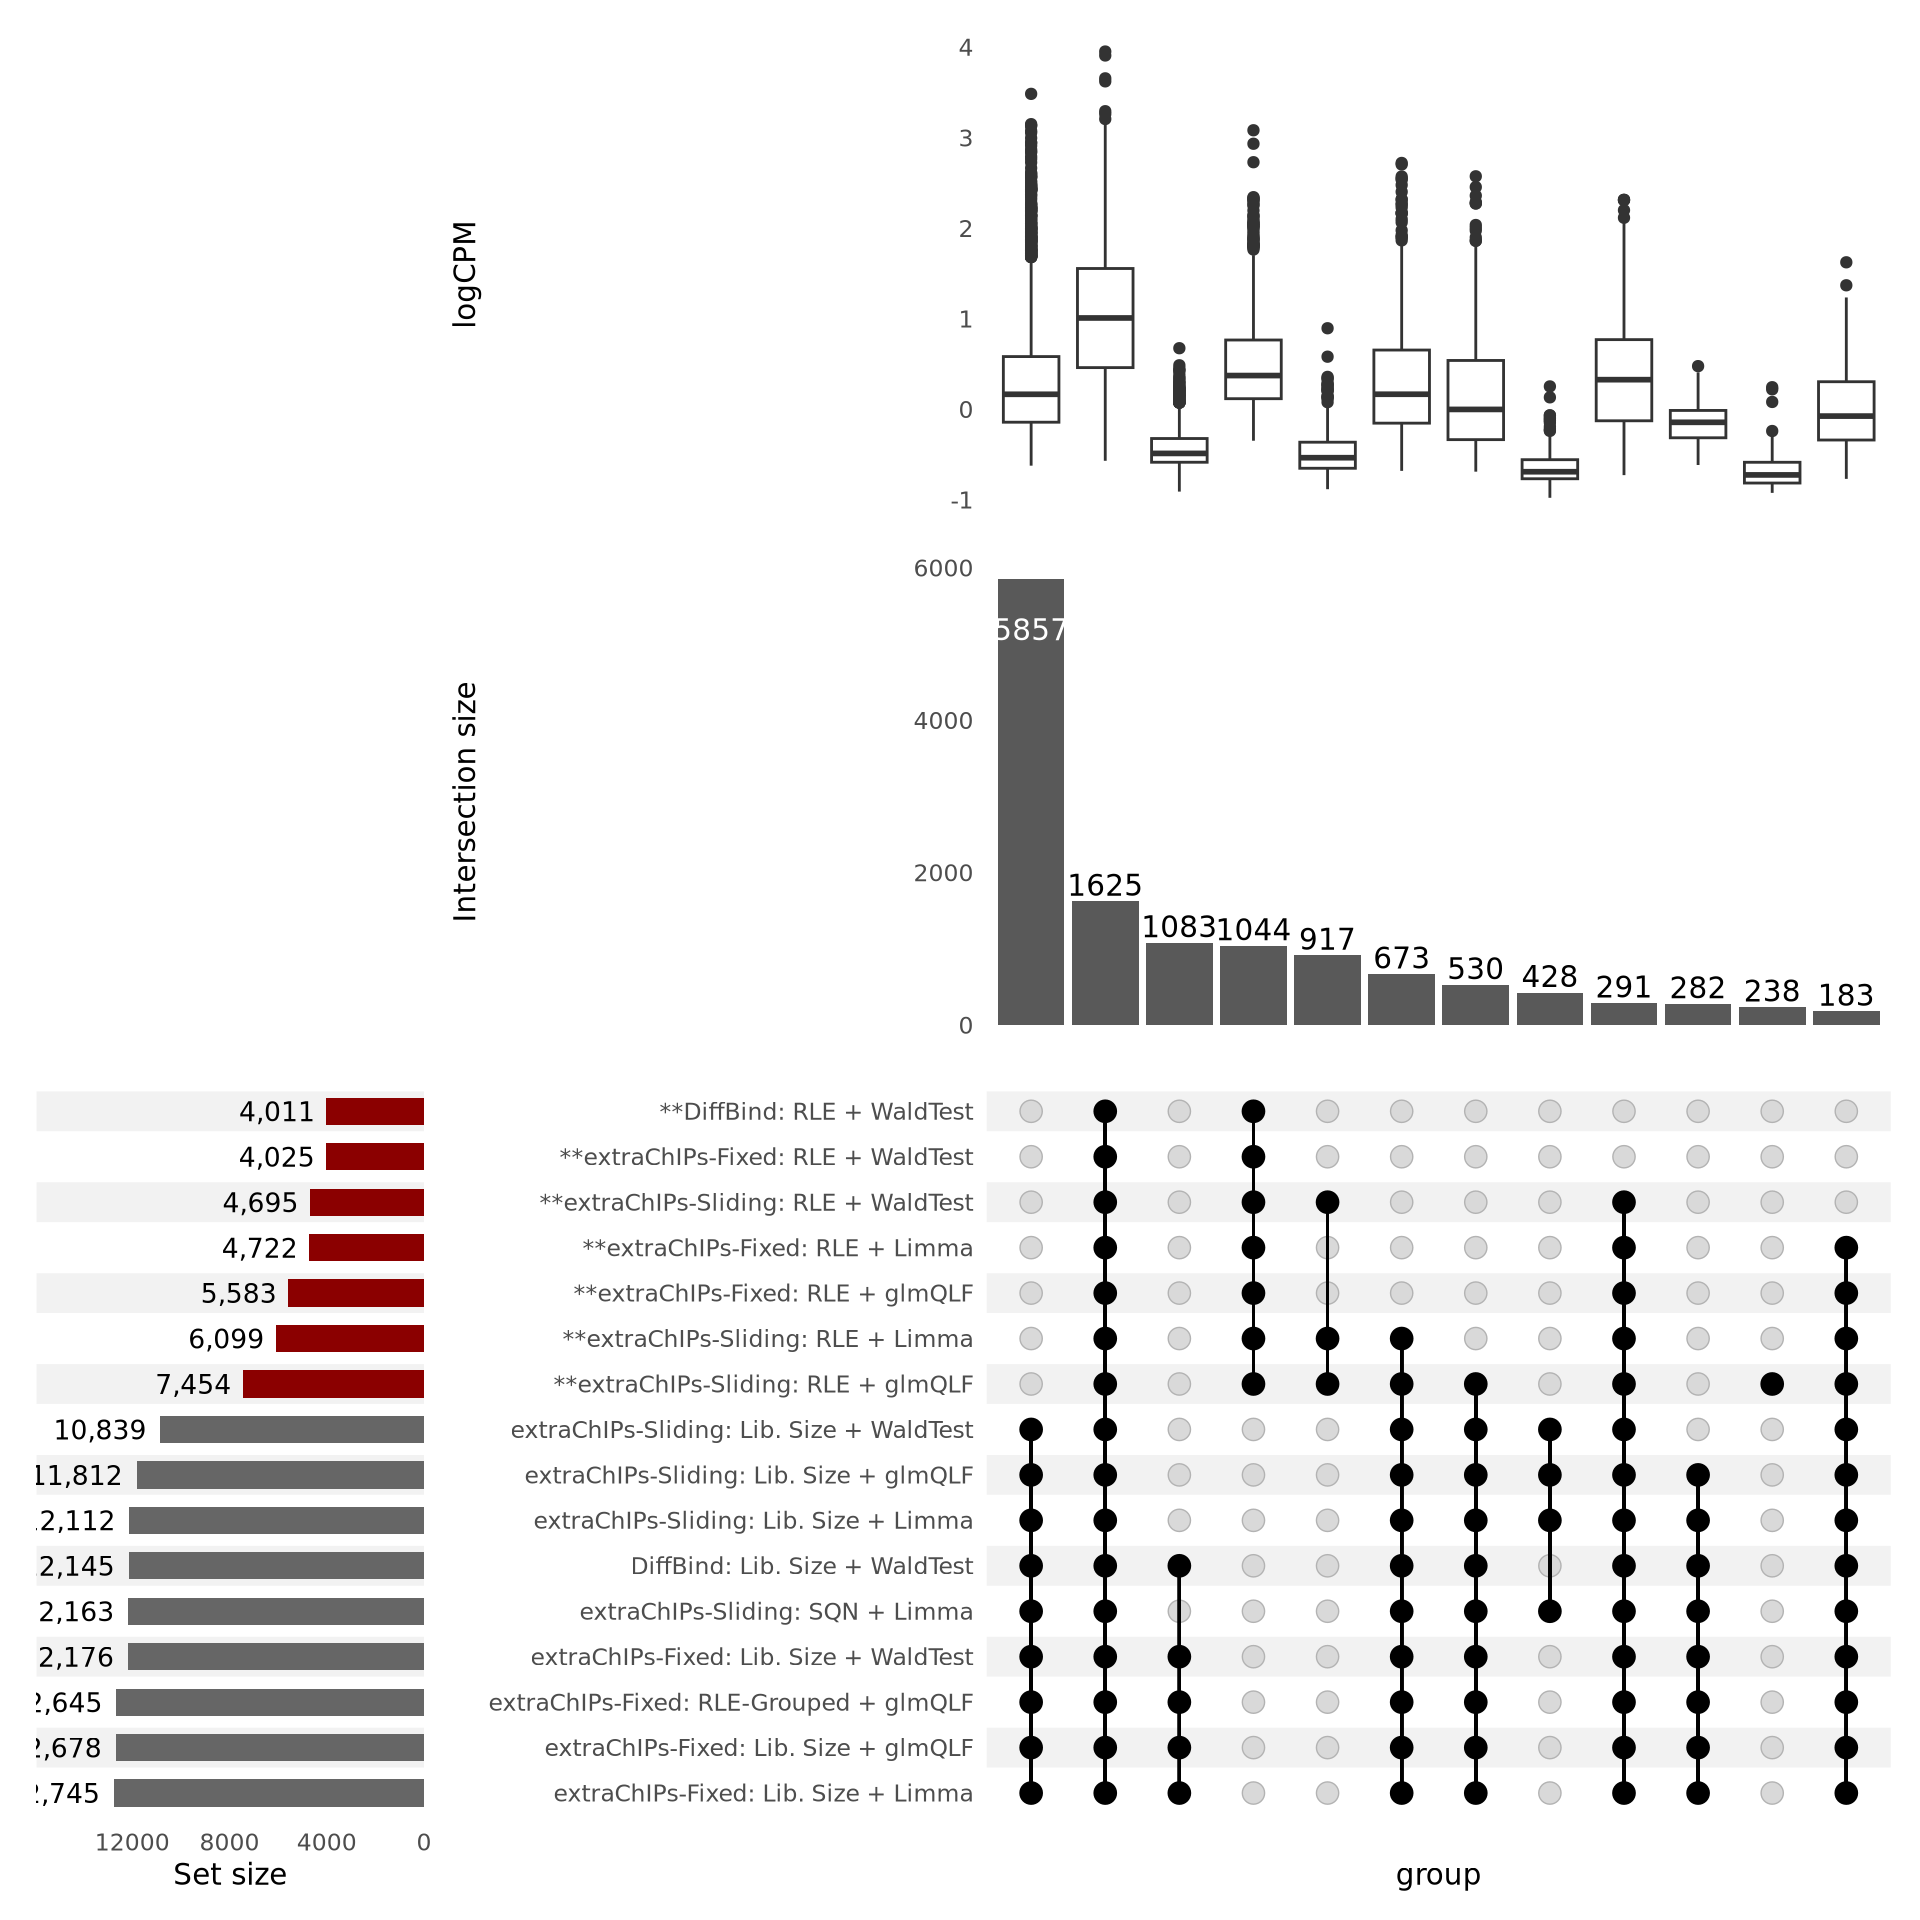 4
3
2
1
0
-1
logCPM
6000
4000
2000
0
Intersection size
5857
1625
1083
1044
917
673
530
428
291
282
238
183
4,011 **DiffBind: RLE + WaldTest
4,025 **extraChIPs-Fixed: RLE + WaldTest
4,695 **extraChIPs-Sliding: RLE + WaldTest
4,722 **extraChIPs-Fixed: RLE + Limma
5,583 **extraChIPs-Fixed: RLE + glmQLF
6,099 **extraChIPs-Sliding: RLE + Limma
7,454 **extraChIPs-Sliding: RLE + glmQLF
10,839 extraChIPs-Sliding: Lib. Size + WaldTest
11,812 extraChIPs-Sliding: Lib. Size + glmQLF
2,112 extraChIPs-Sliding: Lib. Size + Limma
2,145 DiffBind: Lib. Size + WaldTest
2,163 extraChIPs-Sliding: SQN + Limma
2,176 extraChIPs-Fixed: Lib. Size + WaldTest
2,645 extraChIPs-Fixed: RLE-Grouped + glmQLF
2,678 extraChIPs-Fixed: Lib. Size + glmQLF
2,745 extraChIPs-Fixed: Lib. Size + Limma
12000 8000 4000 0
Set size
group